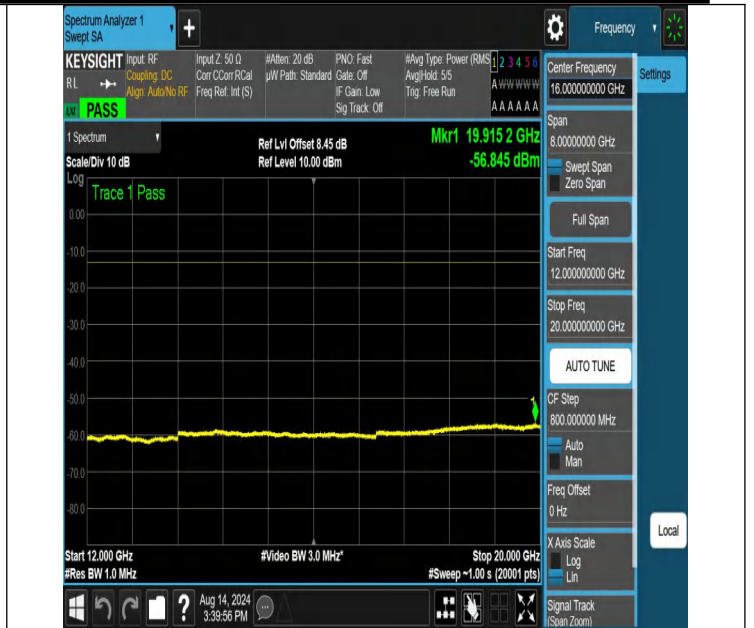 Spectrum Analyzer 1
Swept SA
+
Frequency
KEYSIGHT
RL
PASS
Input: RF
Coupling: DC
Align: Auto/No RF
Input Z: 50 Ω
Corr CCorr RCal
Freq Ref: Int (S)
#Atten: 20 dB
µW Path: Standard
PNO: Fast
Gate: Off
IF Gain: Low
Sig Track: Off
#Avg Type: Power (RMS
Avg|Hold: 5/5
Trig: Free Run
1 2 3 4 5 6
A W W W W W
A A A A A A
Center Frequency
16.000000000 GHz
Settings
Span
8.00000000 GHz
Swept Span
Zero Span
Full Span
Start Freq
12.000000000 GHz
Stop Freq
20.000000000 GHz
AUTO TUNE
CF Step
800.000000 MHz
Auto
Man
Freq Offset
0 Hz
X Axis Scale
Log
Lin
Signal Track
(Span Zoom)
Local
1 Spectrum
Scale/Div 10 dB
Ref Lvl Offset 8.45 dB
Ref Level 10.00 dBm
Mkr1 19.915 2 GHz
-56.845 dBm
Log
Trace 1 Pass
0.00
-10.0
-20.0
-30.0
-40.0
-50.0
-60.0
-70.0
-80.0
1
Start 12.000 GHz
#Res BW 1.0 MHz
#Video BW 3.0 MHz*
Stop 20.000 GHz
#Sweep ~1.00 s (20001 pts)
?
Aug 14, 2024
3:39:56 PM